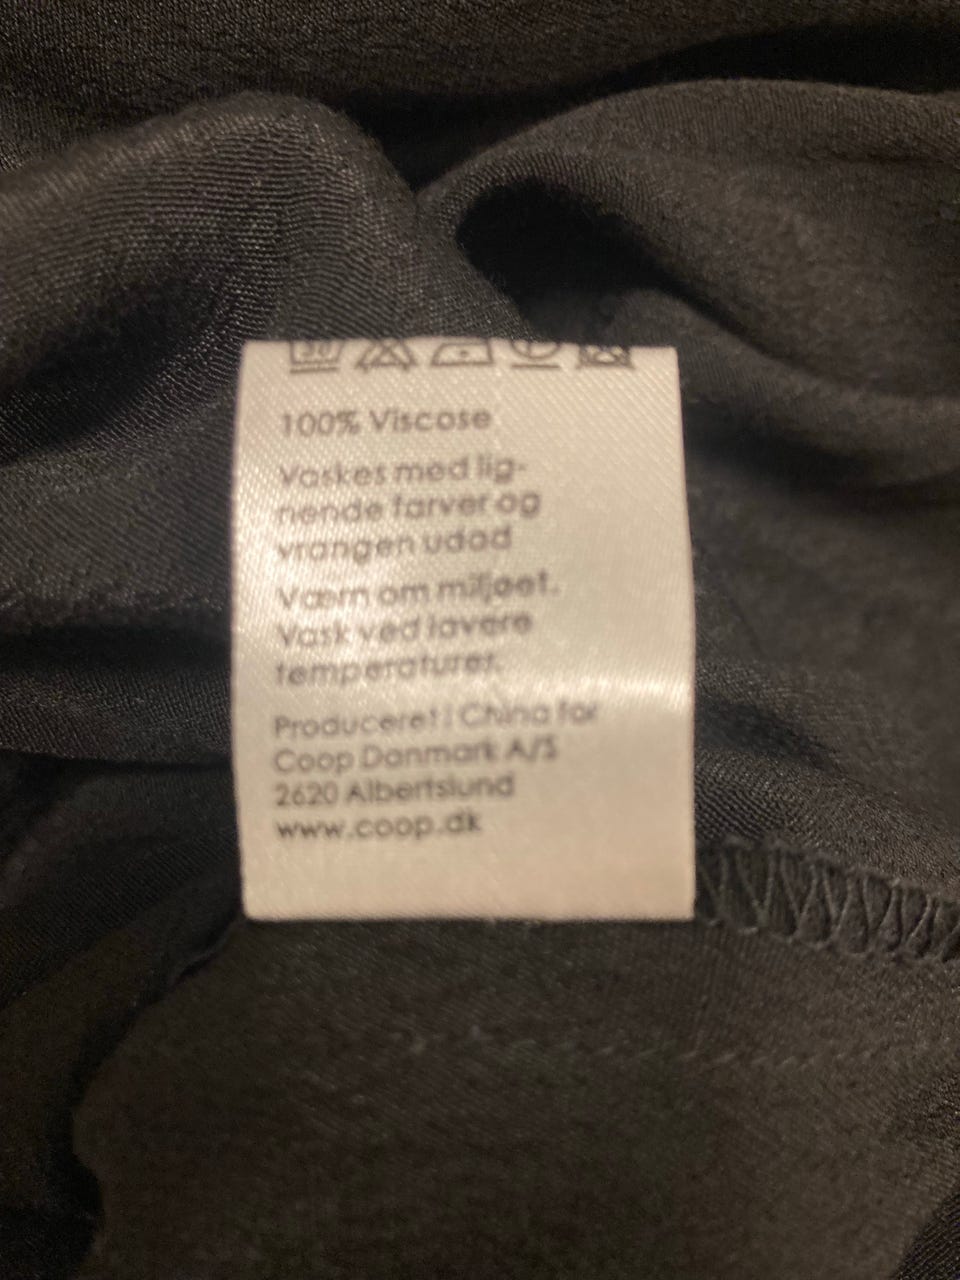 30
100% Viscose
Vaskes med lig-
nende farver og
vrangen udad
Værn om miljøet.
Vask ved lavere
temperaturer.
Produceret i China for
Coop Danmark A/S
2620 Albertslund
www.coop.dk